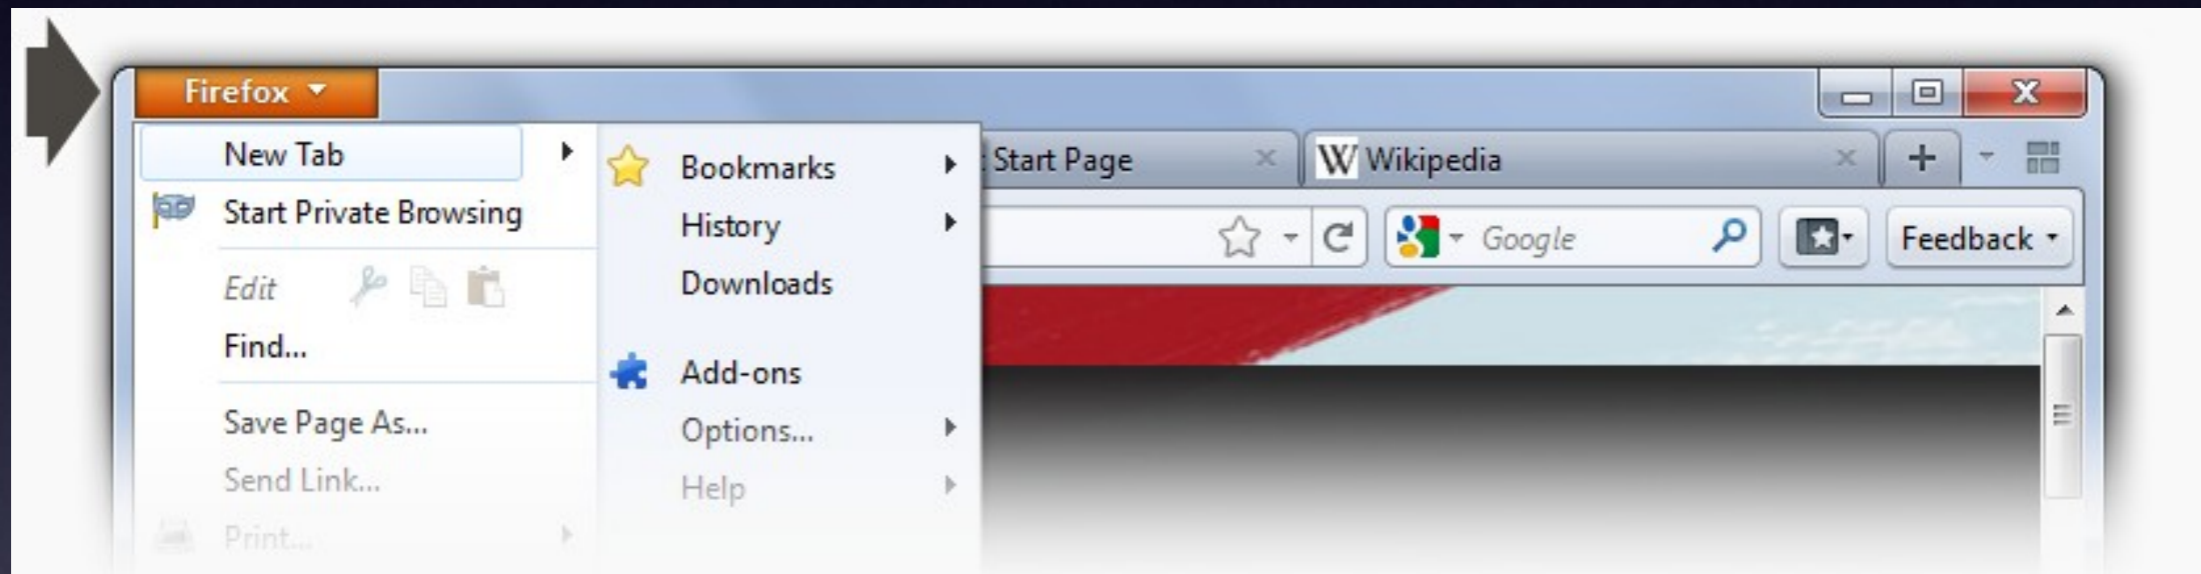 Firefox
New Tab
Start Private Browsing
Edit
Find...
Save Page As...
Send Link...
Print...
Bookmarks
History
Downloads
Add-ons
Options...
Help
Start Page
W Wikipedia
Google
Feedback